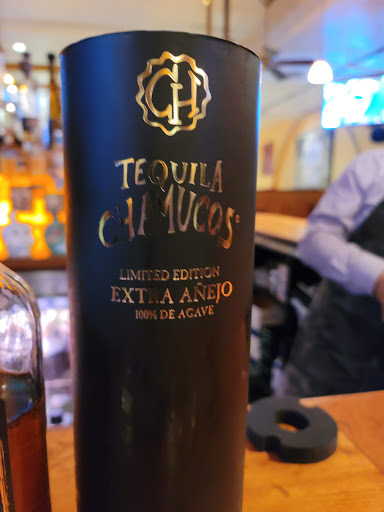 CH
TEQUILA
CHAMUCOS®
LIMITED EDITION
EXTRA AÑEJO
100% DE AGAVE